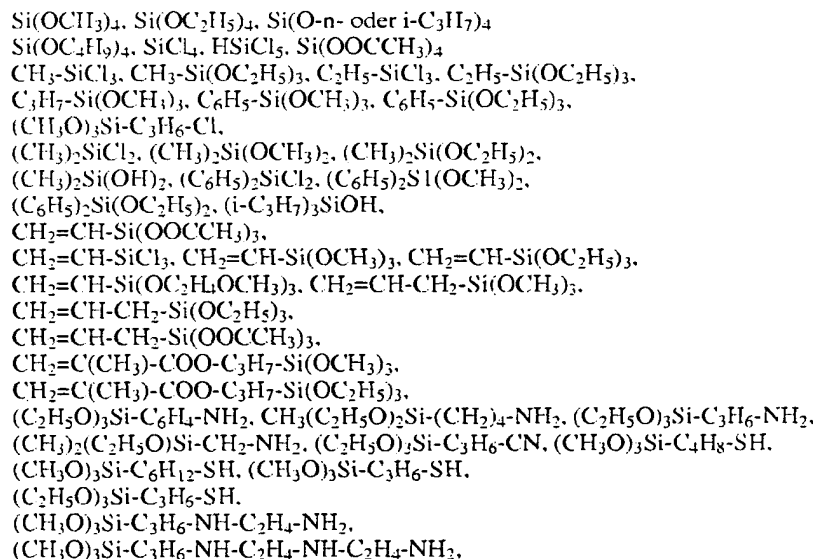 Si(OCH₃)₄, Si(OC₂H₅)₄, Si(O-n- oder i-C₃H₇)₄
Si(OC₄H₉)₄, SiCl₄, HSiCl₅, Si(OOCCH₃)₄
CH₃-SiCl₃, CH₃-Si(OC₂H₅)₃, C₂H₅-SiCl₃, C₂H₅-Si(OC₂H₅)₃,
C₃H₇-Si(OCH₃)₃, C₆H₅-Si(OCH₃)₃, C₆H₅-Si(OC₂H₅)₃,
(CH₃O)₃Si-C₃H₆-Cl,
(CH₃)₂SiCl₂, (CH₃)₂Si(OCH₃)₂, (CH₃)₂Si(OC₂H₅)₂,
(CH₃)₂Si(OH)₂, (C₆H₅)₂SiCl₂, (C₆H₅)₂S1(OCH₃)₂,
(C₆H₅)₂Si(OC₂H₅)₂, (i-C₃H₇)₃SiOH,
CH₂=CH-Si(OOCCH₃)₃,
CH₂=CH-SiCl₃, CH₂=CH-Si(OCH₃)₃, CH₂=CH-Si(OC₂H₅)₃,
CH₂=CH-Si(OC₂H₄OCH₃)₃, CH₂=CH-CH₂-Si(OCH₃)₃,
CH₂=CH-CH₂-Si(OC₂H₅)₃,
CH₂=CH-CH₂-Si(OOCCH₃)₃,
CH₂=C(CH₃)-COO-C₃H₇-Si(OCH₃)₃,
CH₂=C(CH₃)-COO-C₃H₇-Si(OC₂H₅)₃,
(C₂H₅O)₃Si-C₆H₄-NH₂, CH₃(C₂H₅O)₂Si-(CH₂)₄-NH₂, (C₂H₅O)₃Si-C₃H₆-NH₂,
(CH₃)₂(C₂H₅O)Si-CH₂-NH₂, (C₂H₅O)₃Si-C₃H₆-CN, (CH₃O)₃Si-C₄H₈-SH,
(CH₃O)₃Si-C₆H₁₂-SH, (CH₃O)₃Si-C₃H₆-SH,
(C₂H₅O)₃Si-C₃H₆-SH,
(CH₃O)₃Si-C₃H₆-NH-C₂H₄-NH₂,
(CH₃O)₃Si-C₃H₆-NH-C₂H₄-NH-C₂H₄-NH₂,